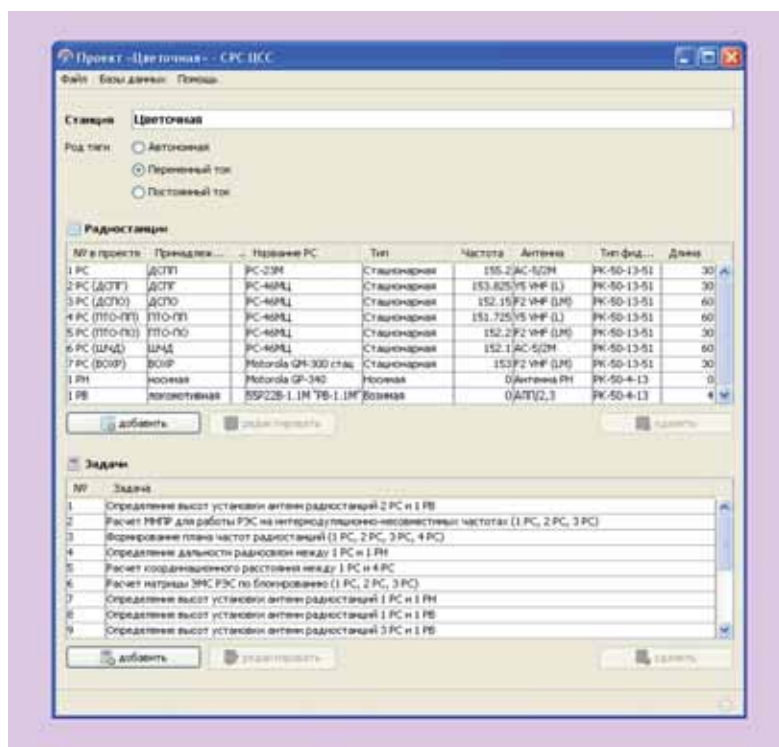 Проект «Цветочная» - СРС ЦСС
Файл Базы данных Помощь
Станция Цветочная
Род тяги Автономная
Переменный ток
Постоянный ток
Радиостанции
№ в проекте Принадлеж... Название РС Тип Частота Антенна Тип фид... Длина
1 РС ДСПП РС-23М Стационарная 155.2 АС-5/2М РК-50-13-51 30
2 РС (ДСПГ) ДСПГ РС-46МЦ Стационарная 153.825 Y5 VHF (L) РК-50-13-51 30
3 РС (ДСПО) ДСПО РС-46МЦ Стационарная 152.15 F2 VHF (LM) РК-50-13-51 60
4 РС (ПТО-ПП) ПТО-ПП РС-46МЦ Стационарная 151.725 Y5 VHF (L) РК-50-13-51 60
5 РС (ПТО-ПО) ПТО-ПО РС-46МЦ Стационарная 152.2 F2 VHF (LM) РК-50-13-51 30
6 РС (ШЧД) ШЧД РС-46МЦ Стационарная 152.1 АС-5/2М РК-50-13-51 60
7 РС (ВОХР) ВОХР Motorola GM-300 стац Стационарная 153 F2 VHF (LM) РК-50-13-51 30
1 РН носимая Motorola GP-340 Носимая 0 Антенна РН РК-50-4-13 0
1 РВ локомотивная 55Р22В-1.1М "РВ-1.1М" Возимая 0 АЛП/2,3 РК-50-4-13 4
добавить редактировать удалить
Задачи
№ Задача
1 Определение высот установки антенн радиостанций 2 РС и 1 РВ
2 Расчет МНПР для работы РЭС на интермодуляционно-несовместимых частотах (1 РС, 2 РС, 3 РС)
3 Формирование плана частот радиостанций (1 РС, 2 РС, 3 РС, 4 РС)
4 Определение дальности радиосвязи между 1 РС и 1 РН
5 Расчет координационного расстояния между 1 РС и 4 РС
6 Расчет матрицы ЭМС РЭС по блокированию (1 РС, 2 РС, 3 РС)
7 Определение высот установки антенн радиостанций 1 РС и 1 РН
8 Определение высот установки антенн радиостанций 1 РС и 1 РВ
9 Определение высот установки антенн радиостанций 3 РС и 1 РВ
добавить редактировать удалить